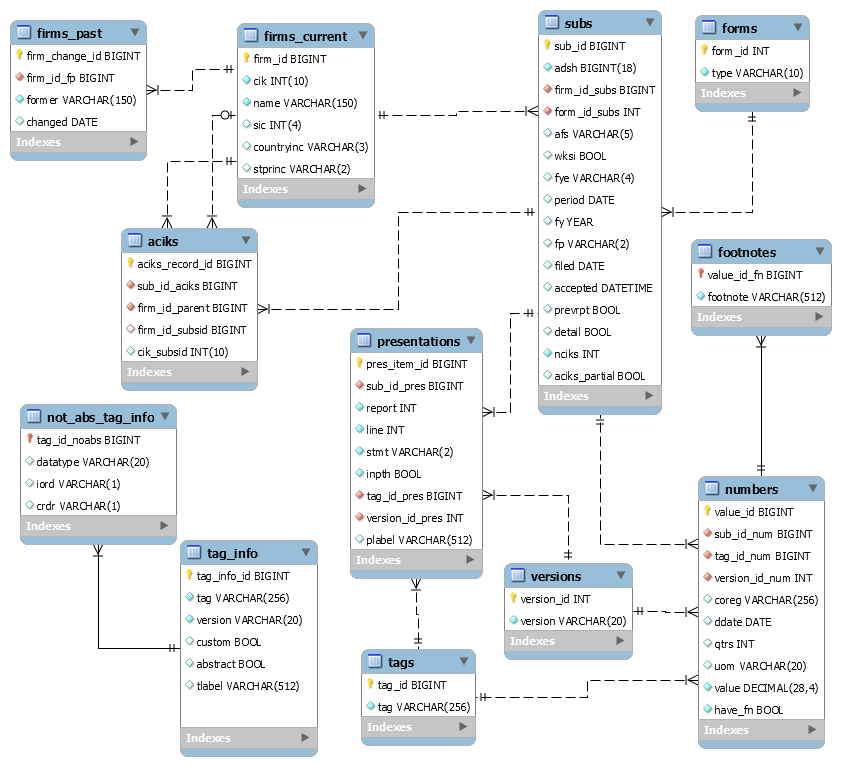 firms_past
firm_change_id BIGINT
firm_id_fp BIGINT
former VARCHAR(150)
changed DATE
Indexes
firms_current
firm_id BIGINT
cik INT(10)
name VARCHAR(150)
sic INT(4)
countryinc VARCHAR(3)
stprinc VARCHAR(2)
Indexes
subs
sub_id BIGINT
adsh BIGINT(18)
firm_id_subs BIGINT
form_id_subs INT
afs VARCHAR(5)
wksi BOOL
fye VARCHAR(4)
period DATE
fy YEAR
fp VARCHAR(2)
filed DATE
accepted DATETIME
prevrpt BOOL
detail BOOL
nciks INT
aciks_partial BOOL
Indexes
forms
form_id INT
type VARCHAR(10)
Indexes
aciks
aciks_record_id BIGINT
sub_id_aciks BIGINT
firm_id_parent BIGINT
firm_id_subsid BIGINT
cik_subsid INT(10)
Indexes
footnotes
value_id_fn BIGINT
footnote VARCHAR(512)
Indexes
presentations
pres_item_id BIGINT
sub_id_pres BIGINT
report INT
line INT
stmt VARCHAR(2)
inpth BOOL
tag_id_pres BIGINT
version_id_pres INT
plabel VARCHAR(512)
Indexes
not_abs_tag_info
tag_id_noabs BIGINT
datatype VARCHAR(20)
iord VARCHAR(1)
crdr VARCHAR(1)
Indexes
numbers
value_id BIGINT
sub_id_num BIGINT
tag_id_num BIGINT
version_id_num INT
coreg VARCHAR(256)
ddate DATE
qtrs INT
uom VARCHAR(20)
value DECIMAL(28,4)
have_fn BOOL
Indexes
tag_info
tag_info_id BIGINT
tag VARCHAR(256)
version VARCHAR(20)
custom BOOL
abstract BOOL
tlabel VARCHAR(512)
Indexes
versions
version_id INT
version VARCHAR(20)
Indexes
tags
tag_id BIGINT
tag VARCHAR(256)
Indexes